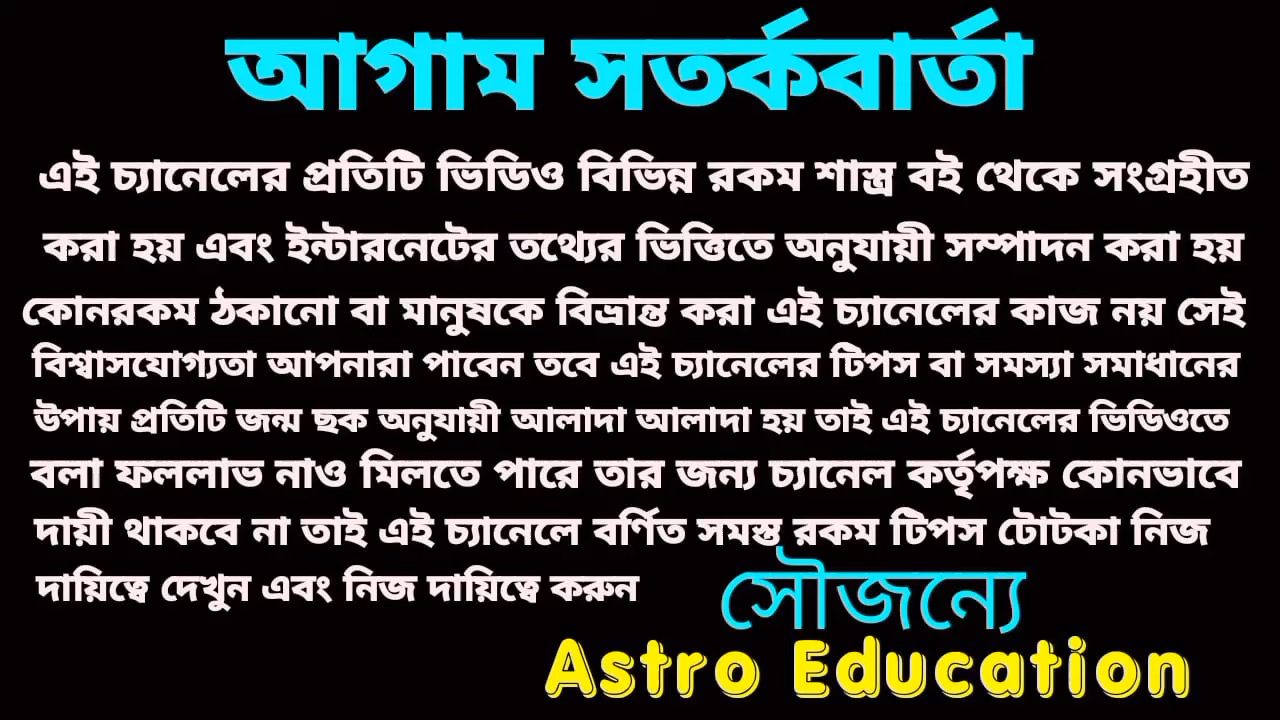 আগাম সতর্কবার্তা
এই চ্যানেলের প্রতিটি ভিডিও বিভিন্ন রকম শাস্ত্র বই থেকে সংগ্রহীত
করা হয় এবং ইন্টারনেটের তথ্যের ভিত্তিতে অনুযায়ী সম্পাদন করা হয়
কোনরকম ঠকানো বা মানুষকে বিভ্রান্ত করা এই চ্যানেলের কাজ নয় সেই
বিশ্বাসযোগ্যতা আপনারা পাবেন তবে এই চ্যানেলের টিপস বা সমস্যা সমাধানের
উপায় প্রতিটি জন্ম ছক অনুযায়ী আলাদা আলাদা হয় তাই এই চ্যানেলের ভিডিওতে
বলা ফললাভ নাও মিলতে পারে তার জন্য চ্যানেল কর্তৃপক্ষ কোনভাবে
দায়ী থাকবে না তাই এই চ্যানেলে বর্ণিত সমস্ত রকম টিপস টোটকা নিজ
দায়িত্বে দেখুন এবং নিজ দায়িত্বে করুন
সৌজন্যে
Astro Education